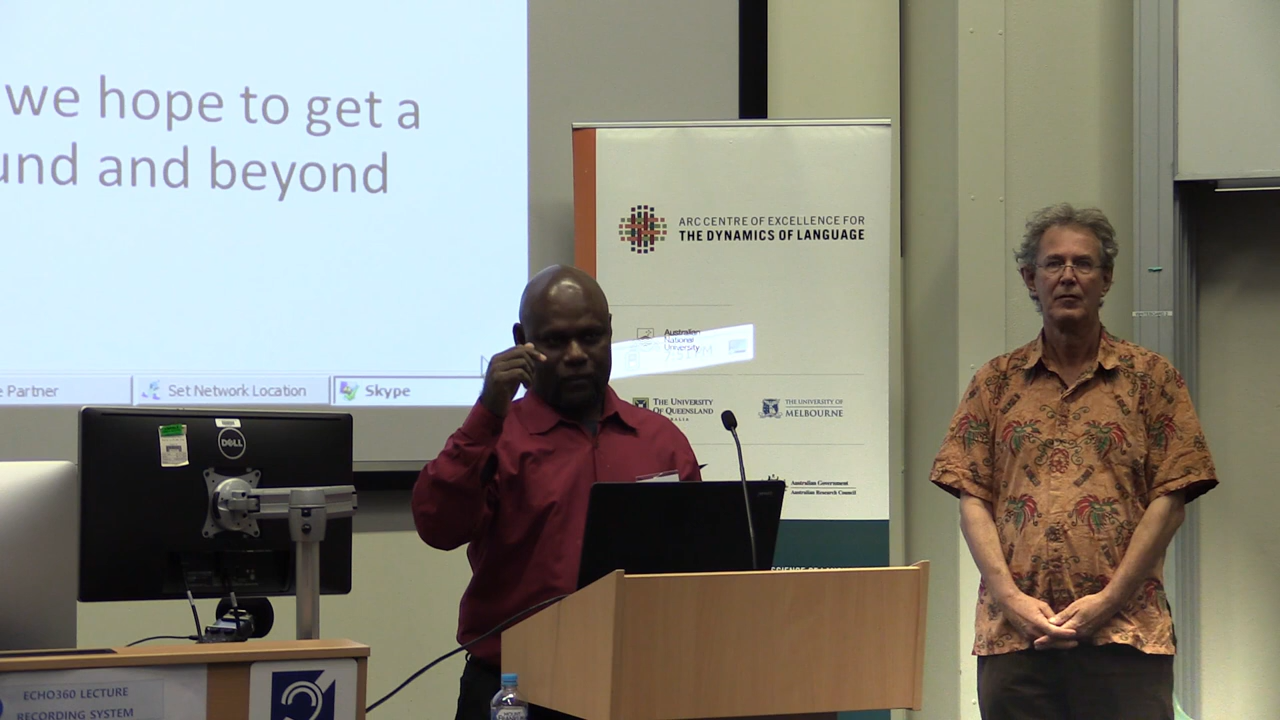 we hope to get a
und and beyond
Partner
Set Network Location
Skype
ARC CENTRE OF EXCELLENCE FOR
THE DYNAMICS OF LANGUAGE
Australian
National
University
THE UNIVERSITY
OF QUEENSLAND
THE UNIVERSITY OF
MELBOURNE
Australian Government
Australian Research Council
DELL
ECHO360 LECTURE
RECORDING SYSTEM